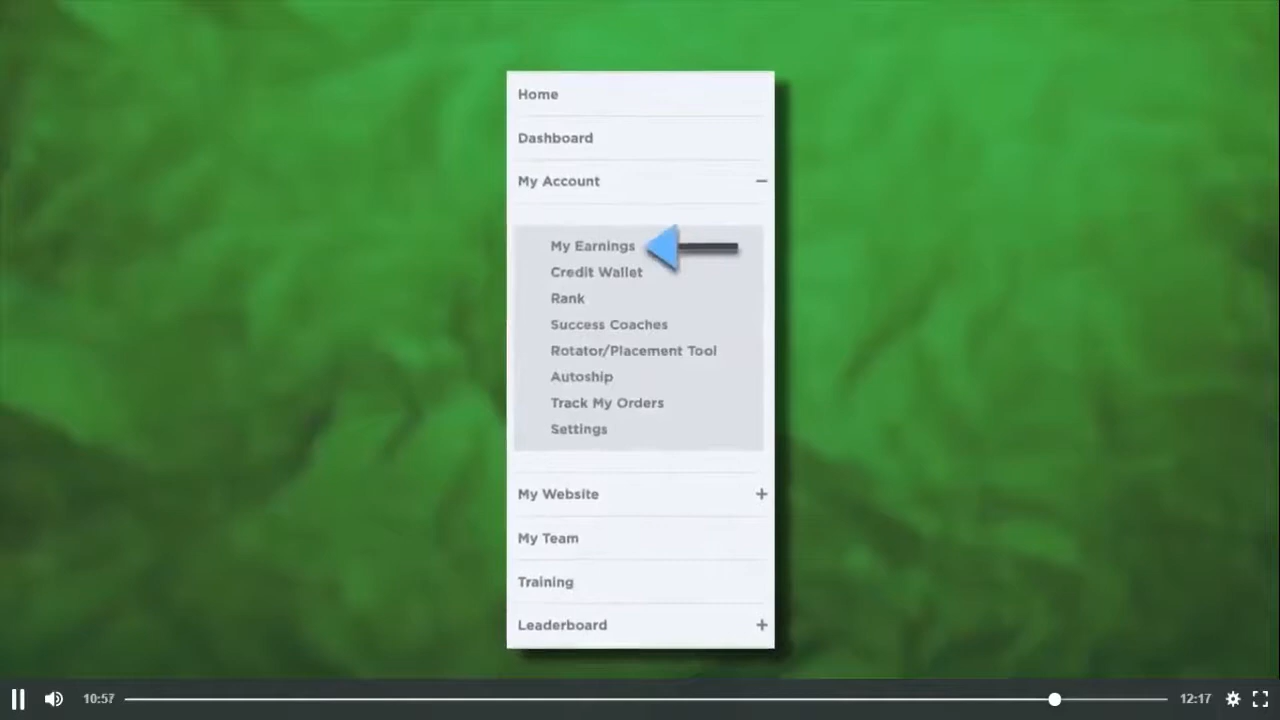 Home
Dashboard
My Account
My Earnings
Credit Wallet
Rank
Success Coaches
Rotator/Placement Tool
Autoship
Track My Orders
Settings
My Website
My Team
Training
Leaderboard
10:57
12:17